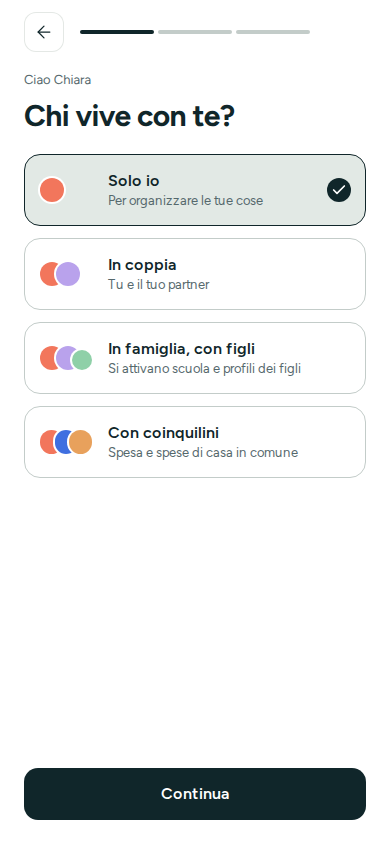 Ciao Chiara
Chi vive con te?
Solo io
Per organizzare le tue cose
In coppia
Tu e il tuo partner
In famiglia, con figli
Si attivano scuola e profili dei figli
Con coinquilini
Spesa e spese di casa in comune
Continua